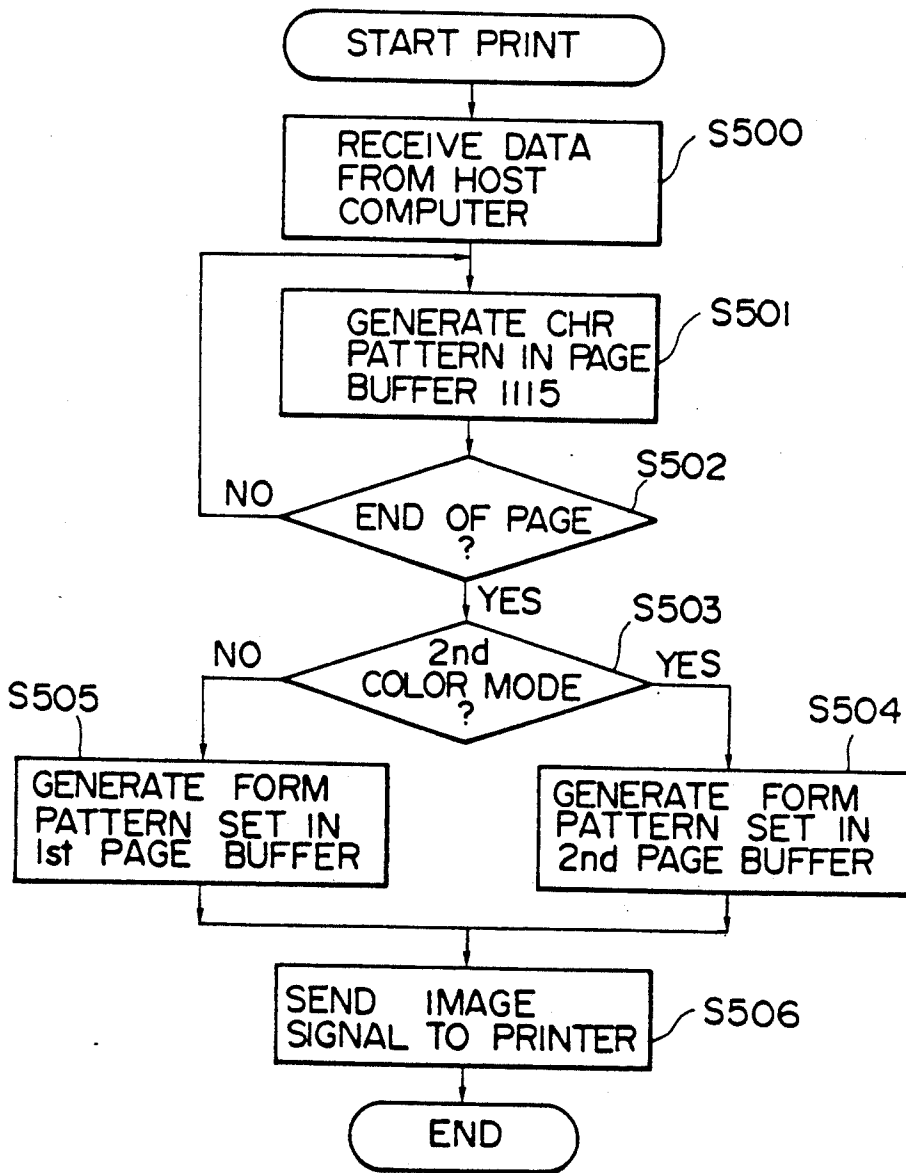 START PRINT
S500
RECEIVE DATA
FROM HOST
COMPUTER
S501
GENERATE CHR
PATTERN IN PAGE
BUFFER 1115
S502
NO
END OF PAGE
?
YES
S503
NO
2nd
COLOR MODE
?
YES
S505
S504
GENERATE FORM
PATTERN SET IN
1st PAGE BUFFER
GENERATE FORM
PATTERN SET IN
2nd PAGE BUFFER
SEND IMAGE
SIGNAL TO PRINTER
S506
END